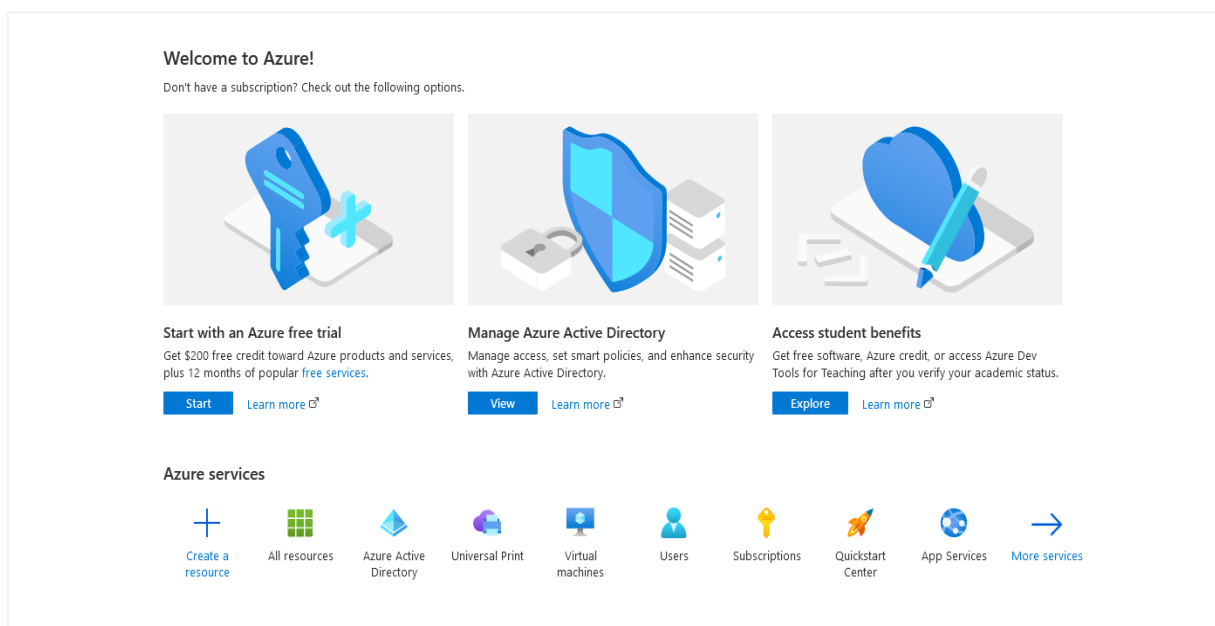 Welcome to Azure!
Don't have a subscription? Check out the following options.
Start with an Azure free trial
Get $200 free credit toward Azure products and services,
plus 12 months of popular free services.
Start
Learn more
Manage Azure Active Directory
Manage access, set smart policies, and enhance security
with Azure Active Directory.
View
Learn more
Access student benefits
Get free software, Azure credit, or access Azure Dev
Tools for Teaching after you verify your academic status.
Explore
Learn more
Azure services
Create a
resource
All resources
Azure Active
Directory
Universal Print
Virtual
machines
Users
Subscriptions
Quickstart
Center
App Services
More services